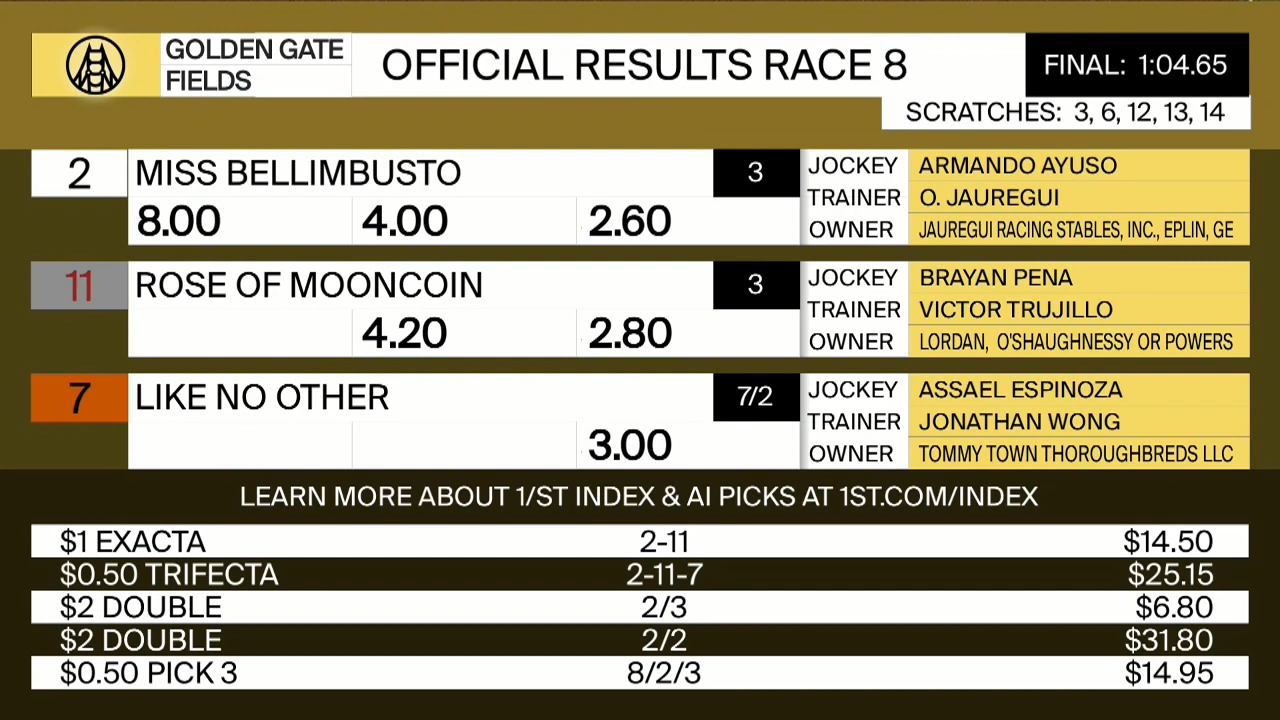 GOLDEN GATE
FIELDS
OFFICIAL RESULTS RACE 8
FINAL: 1:04.65
SCRATCHES: 3, 6, 12, 13, 14
2 MISS BELLIMBUSTO 3 JOCKEY ARMANDO AYUSO
TRAINER O. JAUREGUI
8.00 4.00 2.60 OWNER JAUREGUI RACING STABLES, INC., EPLIN, GE
11 ROSE OF MOONCOIN 3 JOCKEY BRAYAN PENA
TRAINER VICTOR TRUJILLO
4.20 2.80 OWNER LORDAN, O'SHAUGHNESSY OR POWERS
7 LIKE NO OTHER 7/2 JOCKEY ASSAEL ESPINOZA
TRAINER JONATHAN WONG
3.00 OWNER TOMMY TOWN THOROUGHBREDS LLC
LEARN MORE ABOUT 1/ST INDEX & AI PICKS AT 1ST.COM/INDEX
$1 EXACTA 2-11 $14.50
$0.50 TRIFECTA 2-11-7 $25.15
$2 DOUBLE 2/3 $6.80
$2 DOUBLE 2/2 $31.80
$0.50 PICK 3 8/2/3 $14.95